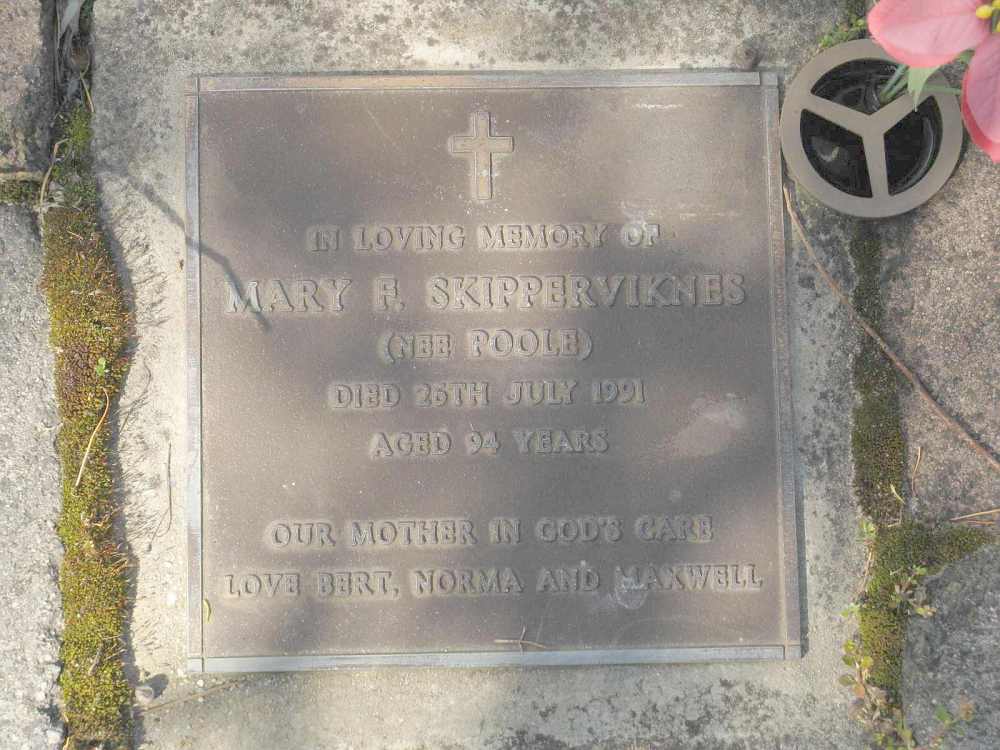 IN LOVING MEMORY OF
MARY F. SKIPPERVIKNES
(NEE POOLE)
DIED 26TH JULY 1991
AGED 94 YEARS
OUR MOTHER IN GOD'S CARE
LOVE BERT, NORMA AND MAXWELL